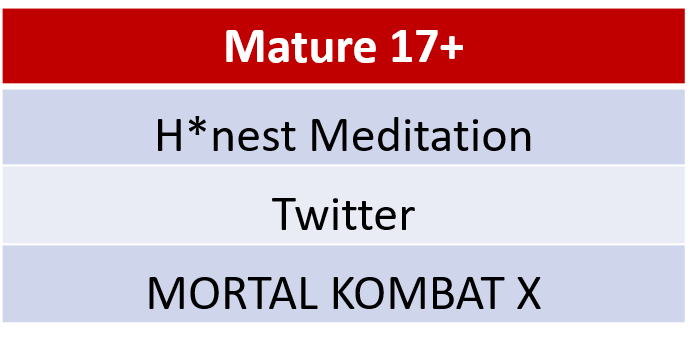 Mature 17+
H*nest Meditation
Twitter
MORTAL KOMBAT X